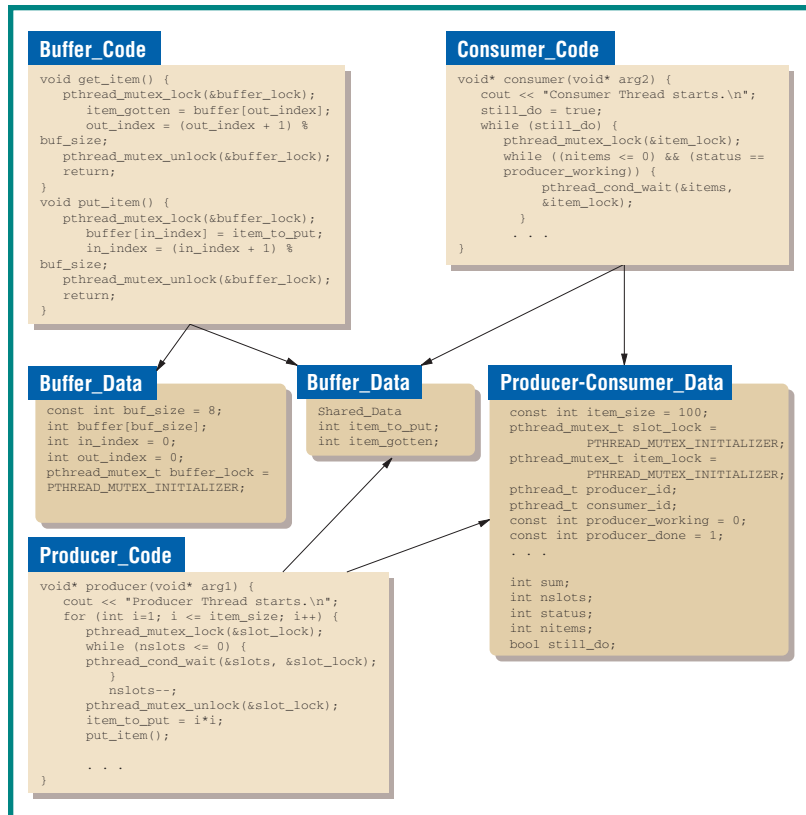 Buffer_Code
void get_item() {
pthread_mutex_lock(&buffer_lock);
item_gotten = buffer[out_index];
out_index = (out_index + 1) %
buf_size;
pthread_mutex_unlock(&buffer_lock);
return;
}
void put_item() {
pthread_mutex_lock(&buffer_lock);
buffer[in_index] = item_to_put;
in_index = (in_index + 1) %
buf_size;
pthread_mutex_unlock(&buffer_lock);
return;
}
Consumer_Code
void* consumer(void* arg2) {
cout << "Consumer Thread starts.\n";
still_do = true;
while (still_do) {
pthread_mutex_lock(&item_lock);
while ((nitems <= 0) && (status ==
producer_working)) {
pthread_cond_wait(&items,
&item_lock);
}
. . .
}
Buffer_Data
const int buf_size = 8;
int buffer[buf_size];
int in_index = 0;
int out_index = 0;
pthread_mutex_t buffer_lock =
PTHREAD_MUTEX_INITIALIZER;
Buffer_Data
Shared_Data
int item_to_put;
int item_gotten;
Producer-Consumer_Data
const int item_size = 100;
pthread_mutex_t slot_lock =
PTHREAD_MUTEX_INITIALIZER;
pthread_mutex_t item_lock =
PTHREAD_MUTEX_INITIALIZER;
pthread_t producer_id;
pthread_t consumer_id;
const int producer_working = 0;
const int producer_done = 1;
. . .
int sum;
int nslots;
int status;
int nitems;
bool still_do;
Producer_Code
void* producer(void* arg1) {
cout << "Producer Thread starts.\n";
for (int i=1; i <= item_size; i++) {
pthread_mutex_lock(&slot_lock);
while (nslots <= 0) {
pthread_cond_wait(&slots, &slot_lock);
}
nslots--;
pthread_mutex_unlock(&slot_lock);
item_to_put = i*i;
put_item();
. . .
}